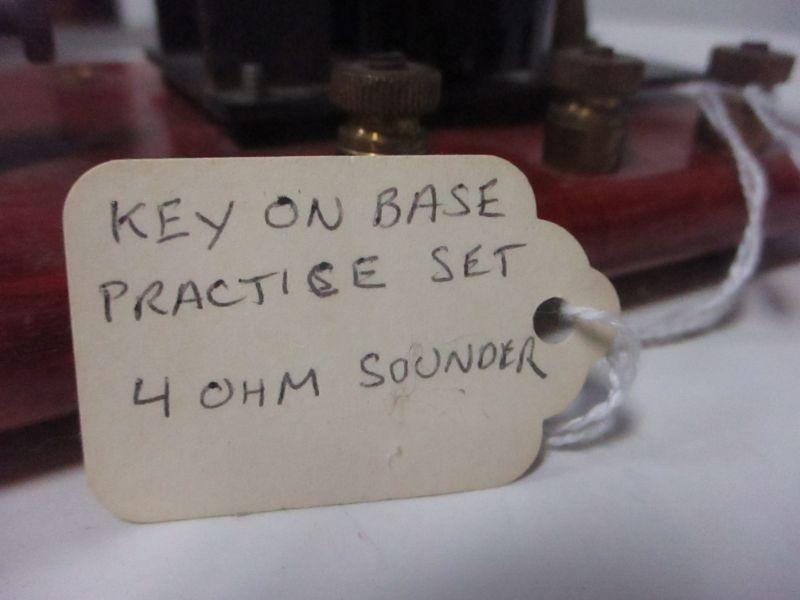 KEY ON BASE
PRACTICE SET
4 OHM SOUNDER